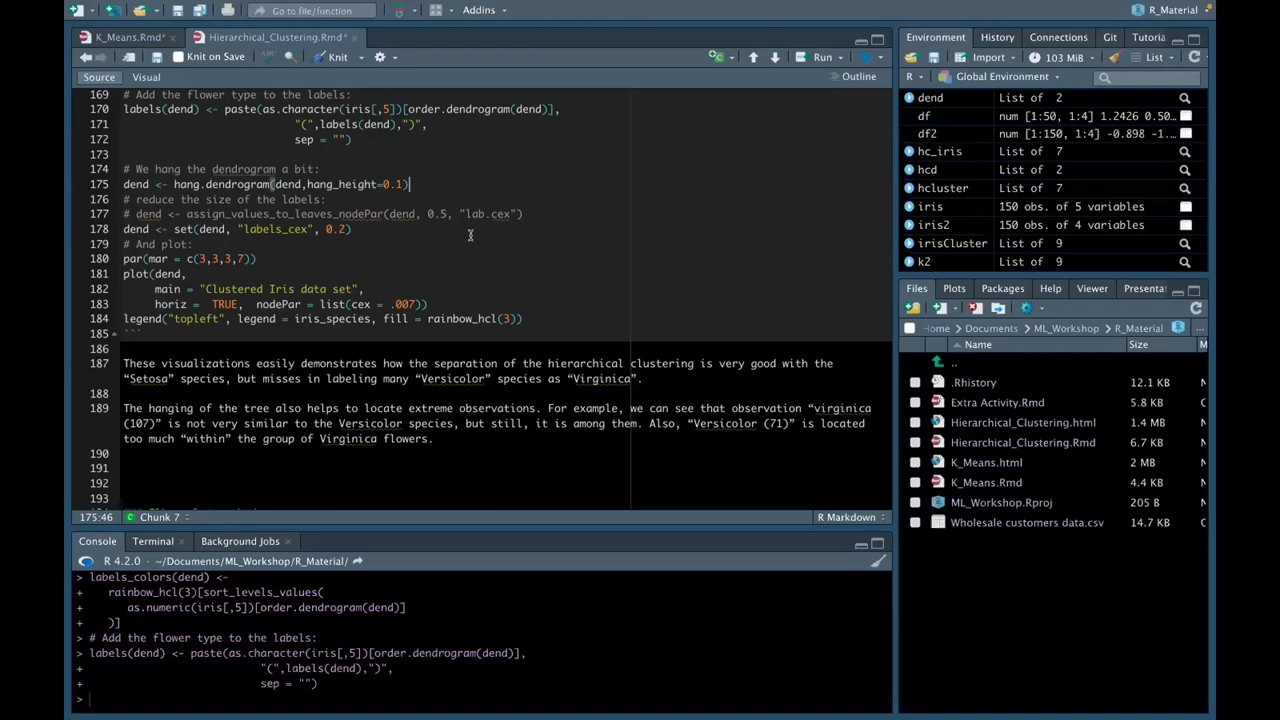 Go to file/function
Addins
R_Material
K_Means.Rmd*
Hierarchical_Clustering.Rmd*
Knit on Save
Knit
Run
Source
Visual
Outline
169 # Add the flower type to the labels:
170 labels(dend) <- paste(as.character(iris[,5])[order.dendrogram(dend)],
171 "(",labels(dend),")",
172 sep = "")
173
174 # We hang the dendrogram a bit:
175 dend <- hang.dendrogram(dend,hang_height=0.1)
176 # reduce the size of the labels:
177 # dend <- assign_values_to_leaves_nodePar(dend, 0.5, "lab.cex")
178 dend <- set(dend, "labels_cex", 0.2)
179 # And plot:
180 par(mar = c(3,3,3,7))
181 plot(dend,
182 main = "Clustered Iris data set",
183 horiz = TRUE, nodePar = list(cex = .007))
184 legend("topleft", legend = iris_species, fill = rainbow_hcl(3))
185 ```
186
187 These visualizations easily demonstrates how the separation of the hierarchical clustering is very good with the
“Setosa” species, but misses in labeling many “Versicolor” species as “Virginica”.
188
189 The hanging of the tree also helps to locate extreme observations. For example, we can see that observation “virginica
(107)” is not very similar to the Versicolor species, but still, it is among them. Also, “Versicolor (71)” is located
too much “within” the group of Virginica flowers.
190
191
192
193
175:46
Chunk 7
R Markdown
Console
Terminal
Background Jobs
R 4.2.0 · ~/Documents/ML_Workshop/R_Material/
> labels_colors(dend) <-
+ rainbow_hcl(3)[sort_levels_values(
+ as.numeric(iris[,5])[order.dendrogram(dend)]
+ )]
> # Add the flower type to the labels:
> labels(dend) <- paste(as.character(iris[,5])[order.dendrogram(dend)],
+ "(",labels(dend),")",
+ sep = "")
>
Environment
History
Connections
Git
Tutoria
Import
103 MiB
List
R
Global Environment
dend List of 2
df num [1:50, 1:4] 1.2426 0.50…
df2 num [1:150, 1:4] -0.898 -1.…
hc_iris List of 7
hcd List of 2
hcluster List of 7
iris 150 obs. of 5 variables
iris2 150 obs. of 4 variables
irisCluster List of 9
k2 List of 9
Files
Plots
Packages
Help
Viewer
Presenta
Home
Documents
ML_Workshop
R_Material
...
Name
Size
M
..
.Rhistory 12.1 KB N
Extra Activity.Rmd 5.8 KB N
Hierarchical_Clustering.html 1.4 MB N
Hierarchical_Clustering.Rmd 6.7 KB N
K_Means.html 2 MB N
K_Means.Rmd 4.4 KB N
ML_Workshop.Rproj 205 B N
Wholesale customers data.csv 14.7 KB N